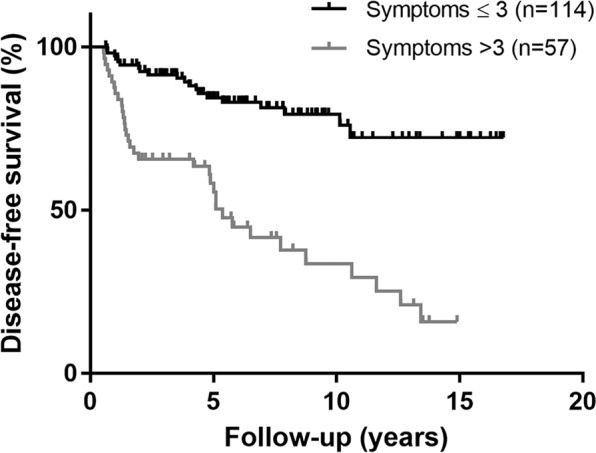 Symptoms ≤ 3 (n=114)
Symptoms >3 (n=57)
Disease-free survival (%)
100
50
0
0 5 10 15 20
Follow-up (years)